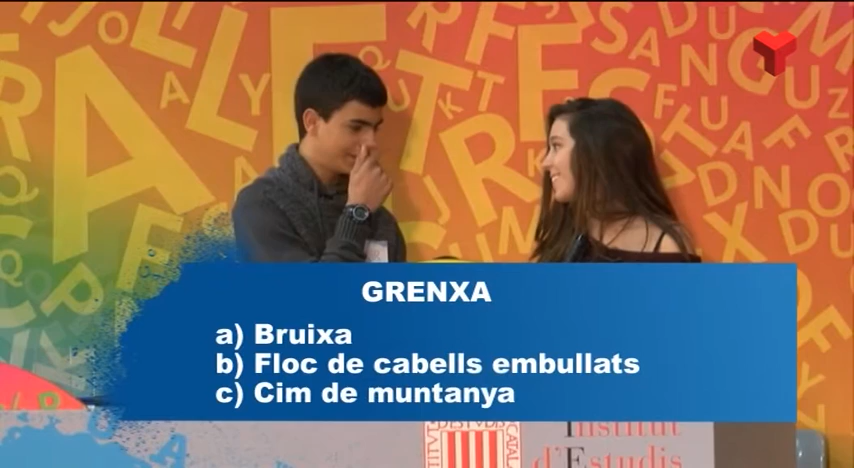 GRENXA
a) Bruixa
b) Floc de cabells embullats
c) Cim de muntanya
Institut
d'Estudis